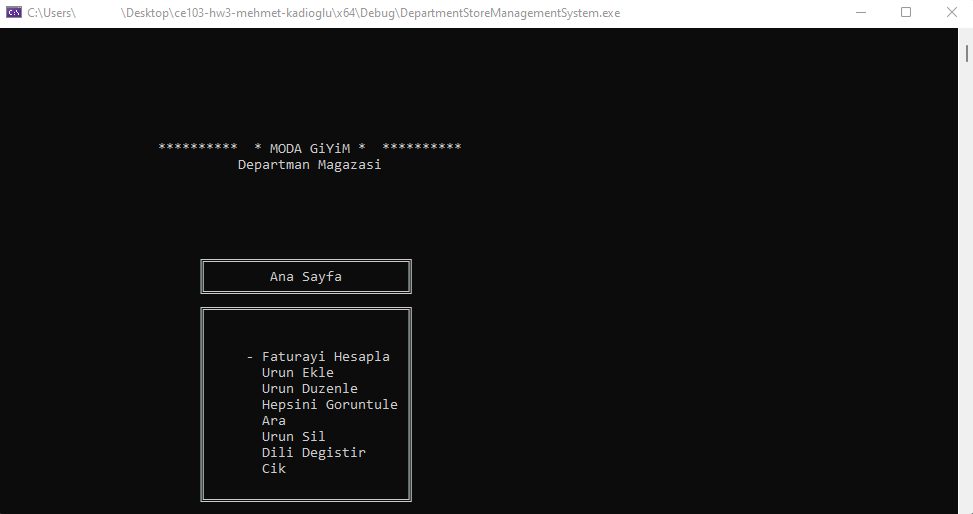 C:\Users\ \Desktop\ce103-hw3-mehmet-kadioglu\x64\Debug\DepartmentStoreManagementSystem.exe
********** * MODA GiYiM * **********
Departman Magazasi
Ana Sayfa
- Faturayi Hesapla
Urun Ekle
Urun Duzenle
Hepsini Goruntule
Ara
Urun Sil
Dili Degistir
Cik